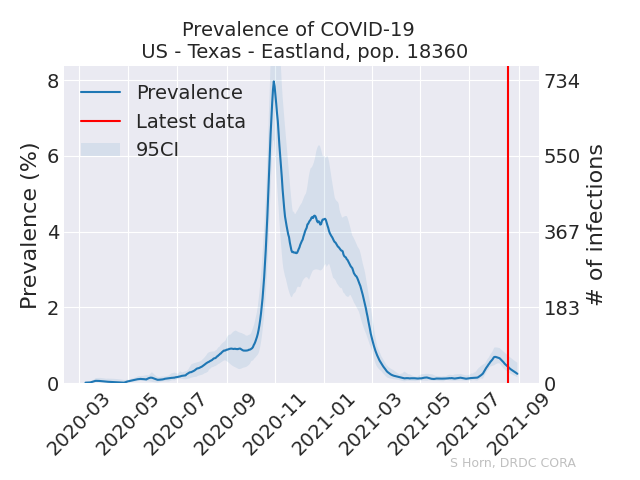 Prevalence of COVID-19
US - Texas - Eastland, pop. 18360
Prevalence
Latest data
95CI
Prevalence (%)
8
6
4
2
0
734
550
367
183
0
# of infections
2020-03
2020-05
2020-07
2020-09
2020-11
2021-01
2021-03
2021-05
2021-07
2021-09
S Horn, DRDC CORA